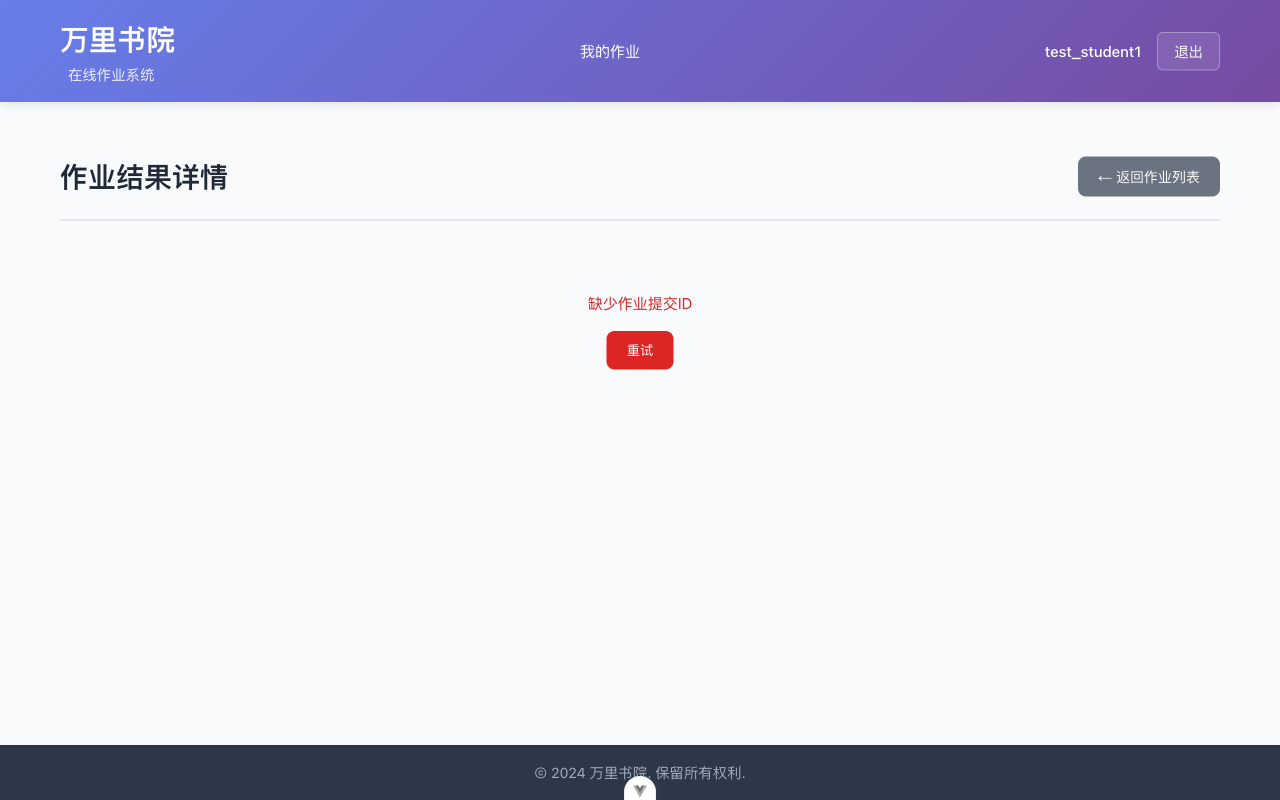 万里书院
在线作业系统
我的作业
test_student1
退出
作业结果详情
← 返回作业列表
缺少作业提交ID
重试
© 2024 万里书院. 保留所有权利.